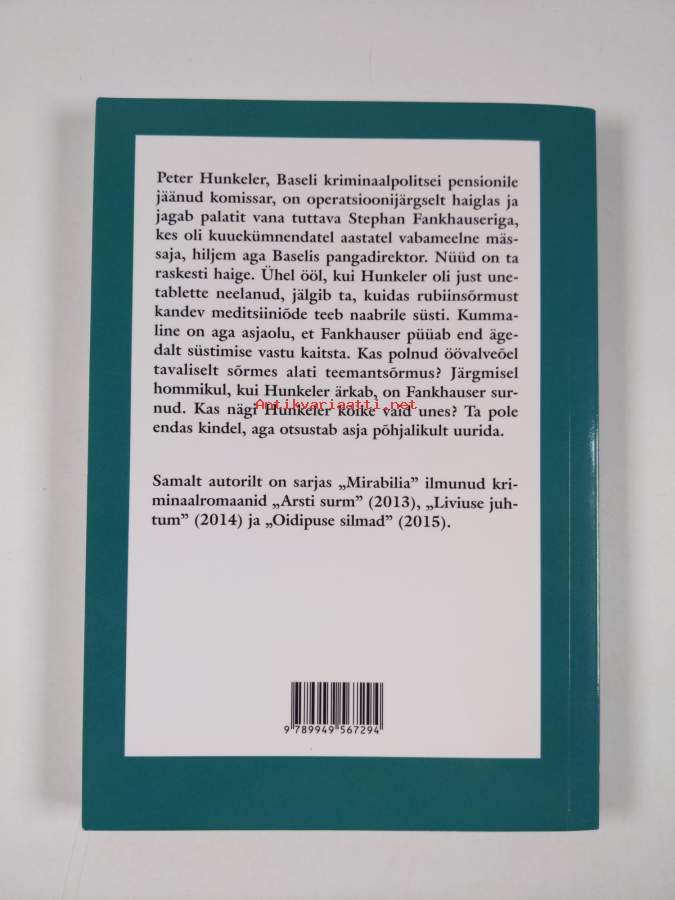 Peter Hunkeler, Baseli kriminaalpolitsei pensionile
jäänud komissar, on operatsioonijärgselt haiglas ja
jagab palatit vana tuttava Stephan Fankhauseriga,
kes oli kuuekümnendatel aastatel vabameelne mäs-
saja, hiljem aga Baselis pangadirektor. Nüüd on ta
raskesti haige. Ühel ööl, kui Hunkeler oli just une-
tablette neelanud, jälgib ta, kuidas rubiinsõrmust
kandev meditsiiniõde teeb naabrile süsti. Kumma-
line on aga asjaolu, et Fankhauser püüab end äge-
dalt süstimise vastu kaitsta. Kas polnud öövalveõel
tavaliselt sõrmes alati teemantsõrmus? Järgmisel
hommikul, kui Hunkeler ärkab, on Fankhauser sur-
Antikvariaatti.net
nud. Kas nägi Hunkeler kõike vaid unes? Ta pole
endas kindel, aga otsustab asja põhjalikult uurida.
Samalt autorilt on sarjas „Mirabilia” ilmunud kri-
minaalromaanid „Arsti surm” (2013), „Liviuse juh-
tum” (2014) ja „Oidipuse silmad” (2015).
9 789949 567294